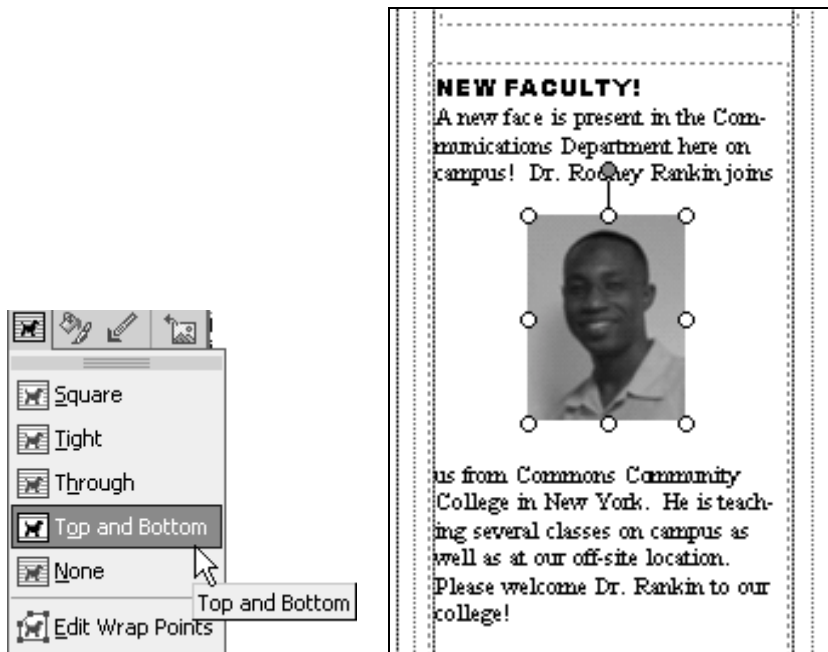 Square
Tight
Through
Top and Bottom
None
Top and Bottom
Edit Wrap Points
NEW FACULTY!
A new face is present in the Com-
munications Department here on
campus! Dr. Rodney Rankin joins
us from Commons Community
College in New York. He is teach-
ing several classes on campus as
well as at our off-site location.
Please welcome Dr. Rankin to our
college!